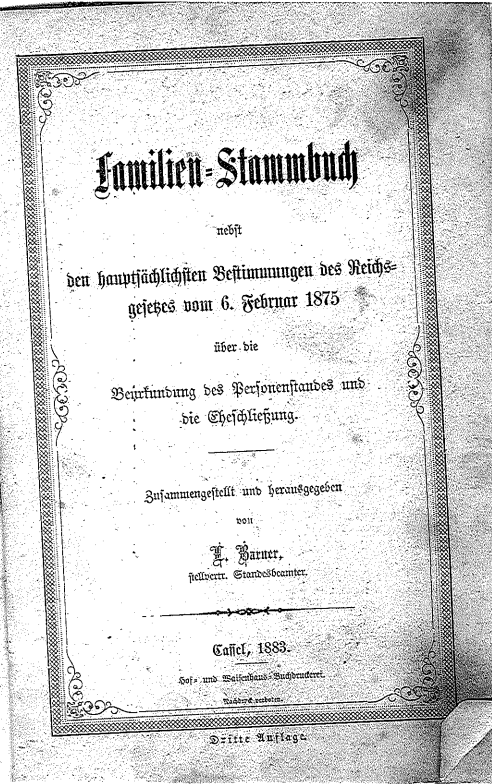 Familien-Stammbuch
nebst
den hauptsächlichsten Bestimmungen des Reichs-
gesetzes vom 6. Februar 1875
über die
Beurkundung des Personenstandes und
die Eheschließung.
Zusammengestellt und herausgegeben
von
L. Barner,
stellvertr. Standesbeamter.
Cassel, 1883.
Hof- und Waisenhaus-Buchdruckerei.
Nachdruck verboten.
Dritte Auflage.